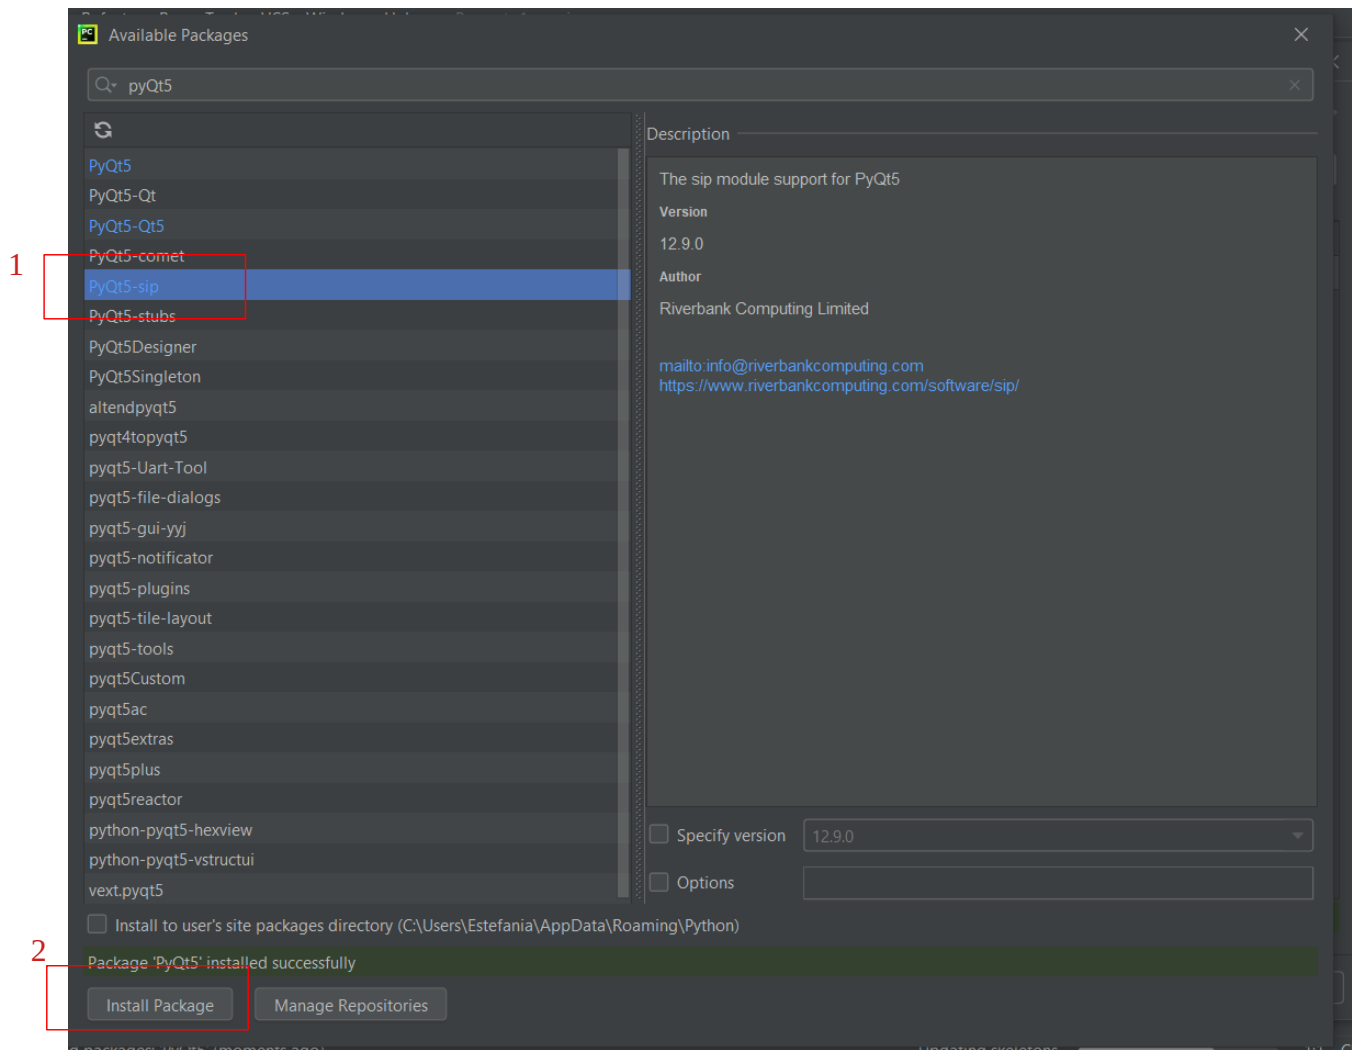 Available Packages
pyQt5
Description
PyQt5
PyQt5-Qt
PyQt5-Qt5
PyQt5-comet
PyQt5-sip
PyQt5-stubs
PyQt5Designer
PyQt5Singleton
altendpyqt5
pyqt4topyqt5
pyqt5-Uart-Tool
pyqt5-file-dialogs
pyqt5-gui-yyj
pyqt5-notificator
pyqt5-plugins
pyqt5-tile-layout
pyqt5-tools
pyqt5Custom
pyqt5ac
pyqt5extras
pyqt5plus
pyqt5reactor
python-pyqt5-hexview
python-pyqt5-vstructui
vext.pyqt5
1
The sip module support for PyQt5
Version
12.9.0
Author
Riverbank Computing Limited
mailto:info@riverbankcomputing.com
https://www.riverbankcomputing.com/software/sip/
Specify version 12.9.0
Options
Install to user's site packages directory (C:\Users\Estefania\AppData\Roaming\Python)
2
Package 'PyQt5' installed successfully
Install Package Manage Repositories